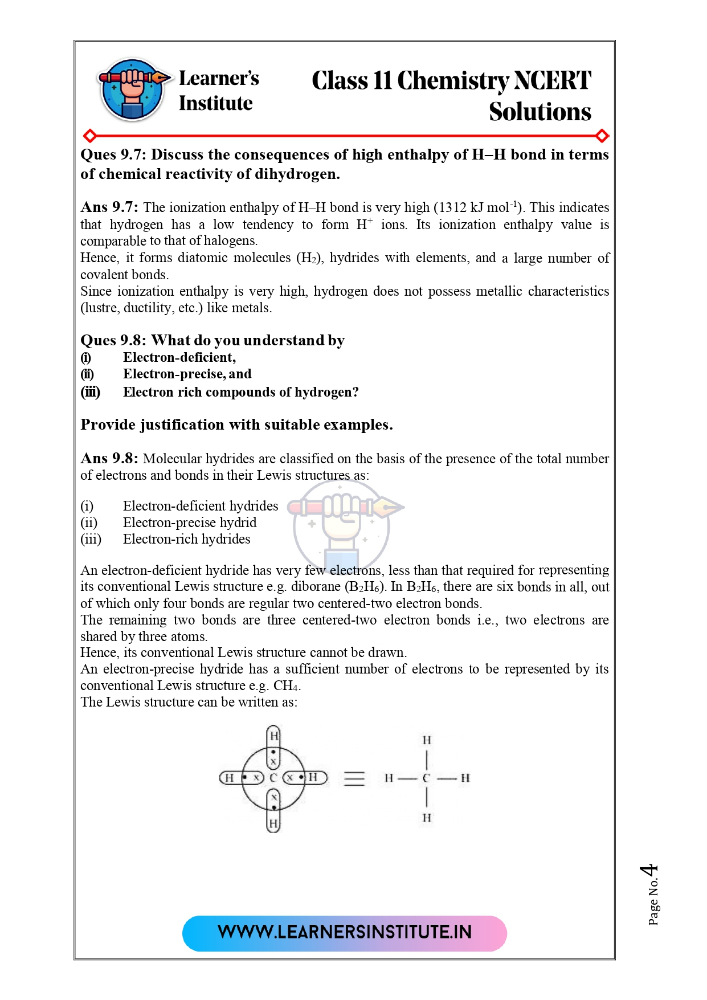 Learner's
Institute
Class 11 Chemistry NCERT
Solutions
Ques 9.7: Discuss the consequences of high enthalpy of H–H bond in terms
of chemical reactivity of dihydrogen.
Ans 9.7: The ionization enthalpy of H–H bond is very high (1312 kJ mol⁻¹). This indicates
that hydrogen has a low tendency to form H⁺ ions. Its ionization enthalpy value is
comparable to that of halogens.
Hence, it forms diatomic molecules (H₂), hydrides with elements, and a large number of
covalent bonds.
Since ionization enthalpy is very high, hydrogen does not possess metallic characteristics
(lustre, ductility, etc.) like metals.
Ques 9.8: What do you understand by
(i) Electron-deficient,
(ii) Electron-precise, and
(iii) Electron rich compounds of hydrogen?
Provide justification with suitable examples.
Ans 9.8: Molecular hydrides are classified on the basis of the presence of the total number
of electrons and bonds in their Lewis structures as:
(i) Electron-deficient hydrides
(ii) Electron-precise hydrid
(iii) Electron-rich hydrides
An electron-deficient hydride has very few electrons, less than that required for representing
its conventional Lewis structure e.g. diborane (B₂H₆). In B₂H₆, there are six bonds in all, out
of which only four bonds are regular two centered-two electron bonds.
The remaining two bonds are three centered-two electron bonds i.e., two electrons are
shared by three atoms.
Hence, its conventional Lewis structure cannot be drawn.
An electron-precise hydride has a sufficient number of electrons to be represented by its
conventional Lewis structure e.g. CH₄.
The Lewis structure can be written as:
H
x
H • x C x • H
x
H
≡
H
|
H — C — H
|
H
Page No.4
WWW.LEARNERSINSTITUTE.IN